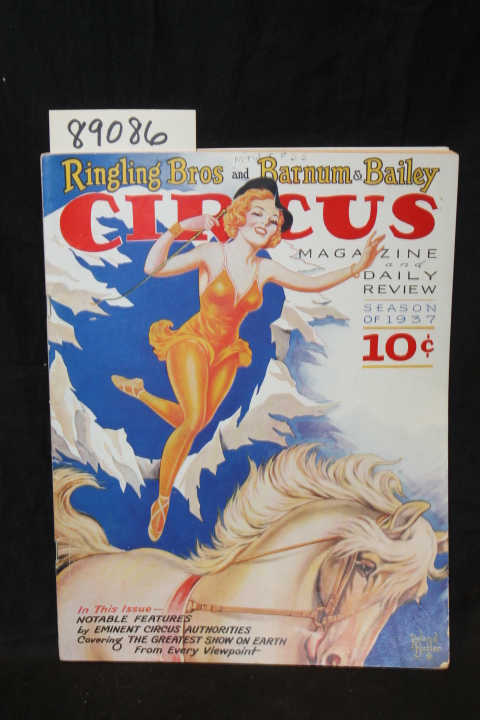 89086
Ringling Bros and Barnum & Bailey
CIRCUS
MAGAZINE
and
DAILY
REVIEW
SEASON
OF 1937
10¢
In This Issue—
NOTABLE FEATURES
by EMINENT CIRCUS AUTHORITIES
Covering THE GREATEST SHOW ON EARTH
From Every Viewpoint
Roland
Butler